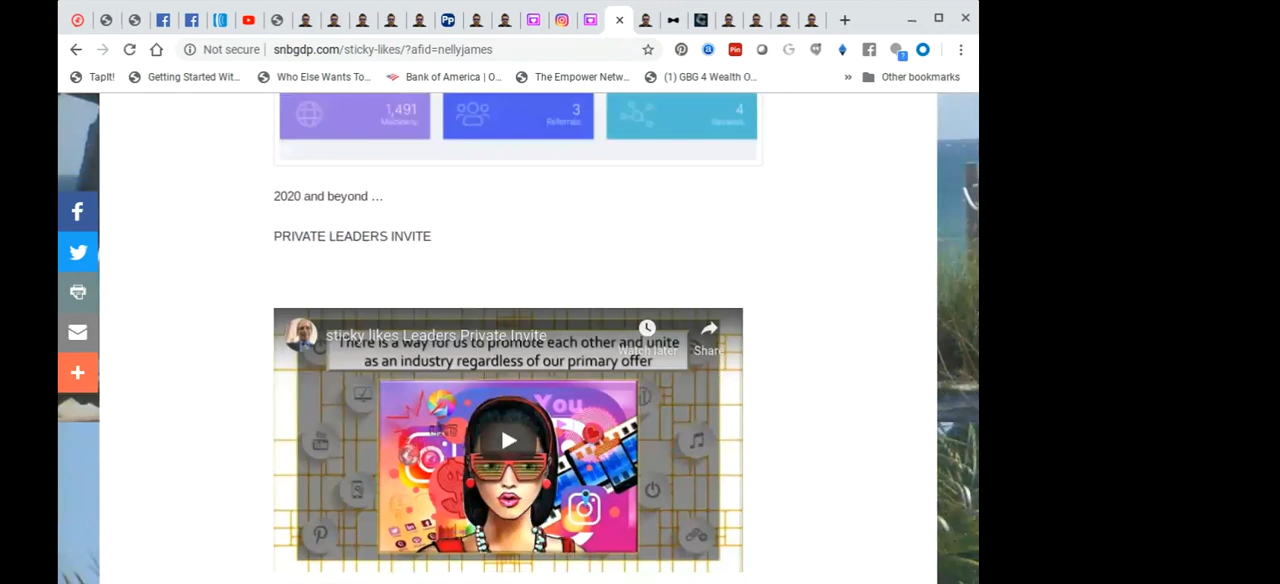 Not secure snbgdp.com/sticky-likes/?afid=nellyjames
TapIt! Getting Started Wit... Who Else Wants To... Bank of America | O... The Empower Netw... (1) GBG 4 Wealth O... » Other bookmarks
1,491 3 4
Referrals
2020 and beyond …
PRIVATE LEADERS INVITE
sticky likes Leaders Private Invite
There is a way for us to promote each other and unite
Watch later Share
as an industry regardless of our primary offer
You